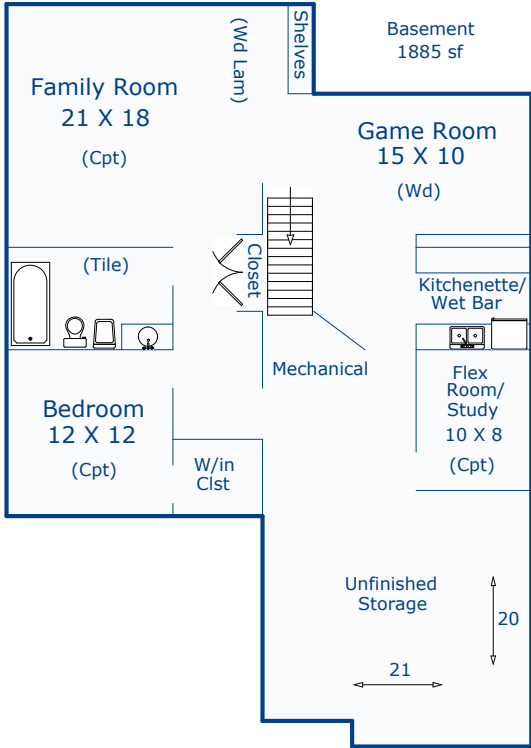 Basement
1885 sf
Family Room
21 X 18
(Cpt)
(Wd Lam)
Shelves
Game Room
15 X 10
(Wd)
(Tile)
Closet
Kitchenette/
Wet Bar
Mechanical
Bedroom
12 X 12
(Cpt)
W/in
Clst
Flex
Room/
Study
10 X 8
(Cpt)
Unfinished
Storage
20
21